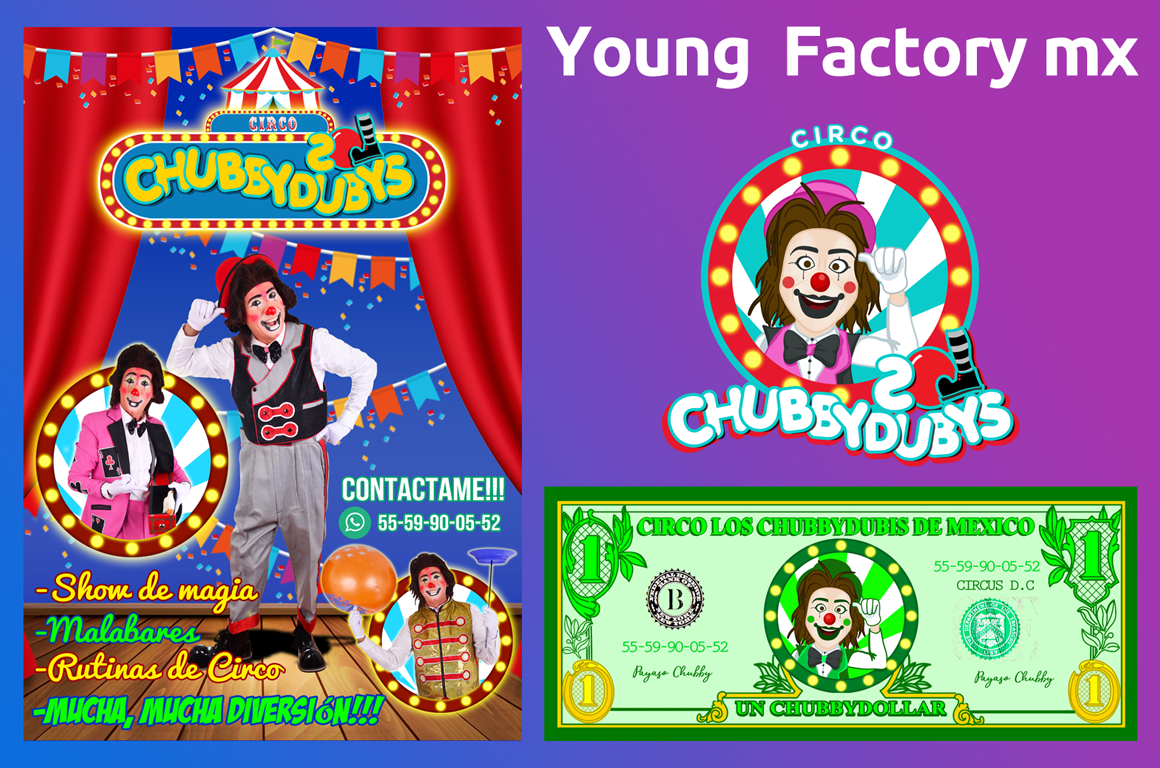 CIRCO
CHUBBYDUBYS
CONTACTAME!!!
55-59-90-05-52
-Show de magia
-Malabares
-Rutinas de Circo
-MUCHA, MUCHA DIVERSIÓN!!!
Young Factory mx
CIRCO
CHUBBYDUBYS
CIRCO LOS CHUBBYDUBIS DE MEXICO
1
1
55-59-90-05-52
CIRCUS D.C
B
55-59-90-05-52
Payaso Chubby
Payaso Chubby
1
1
UN CHUBBYDOLLAR